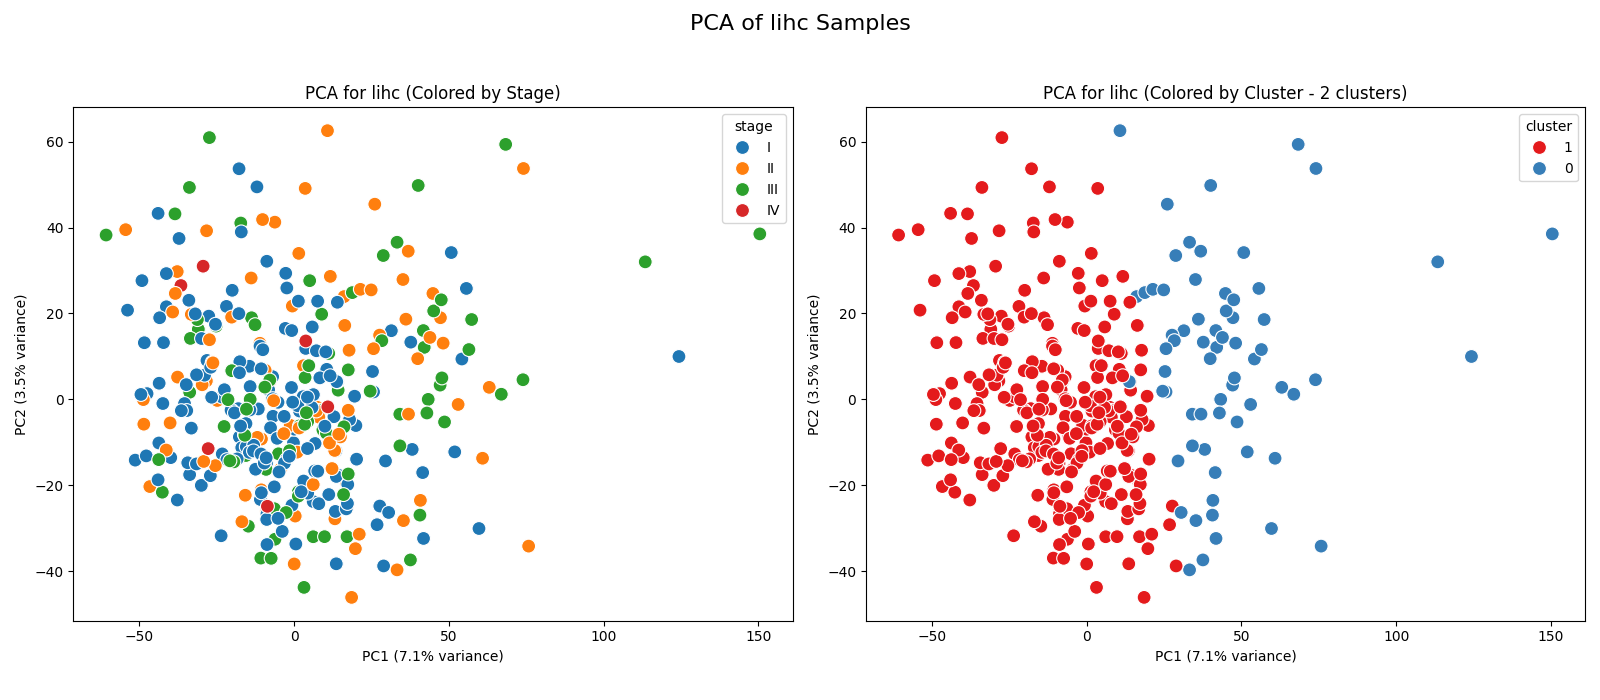 PCA of lihc Samples
PCA for lihc (Colored by Stage)
60
40
20
0
−20
−40
PC2 (3.5% variance)
−50
0
50
100
150
PC1 (7.1% variance)
stage
I
II
III
IV
PCA for lihc (Colored by Cluster - 2 clusters)
60
40
20
0
−20
−40
PC2 (3.5% variance)
−50
0
50
100
150
PC1 (7.1% variance)
cluster
1
0